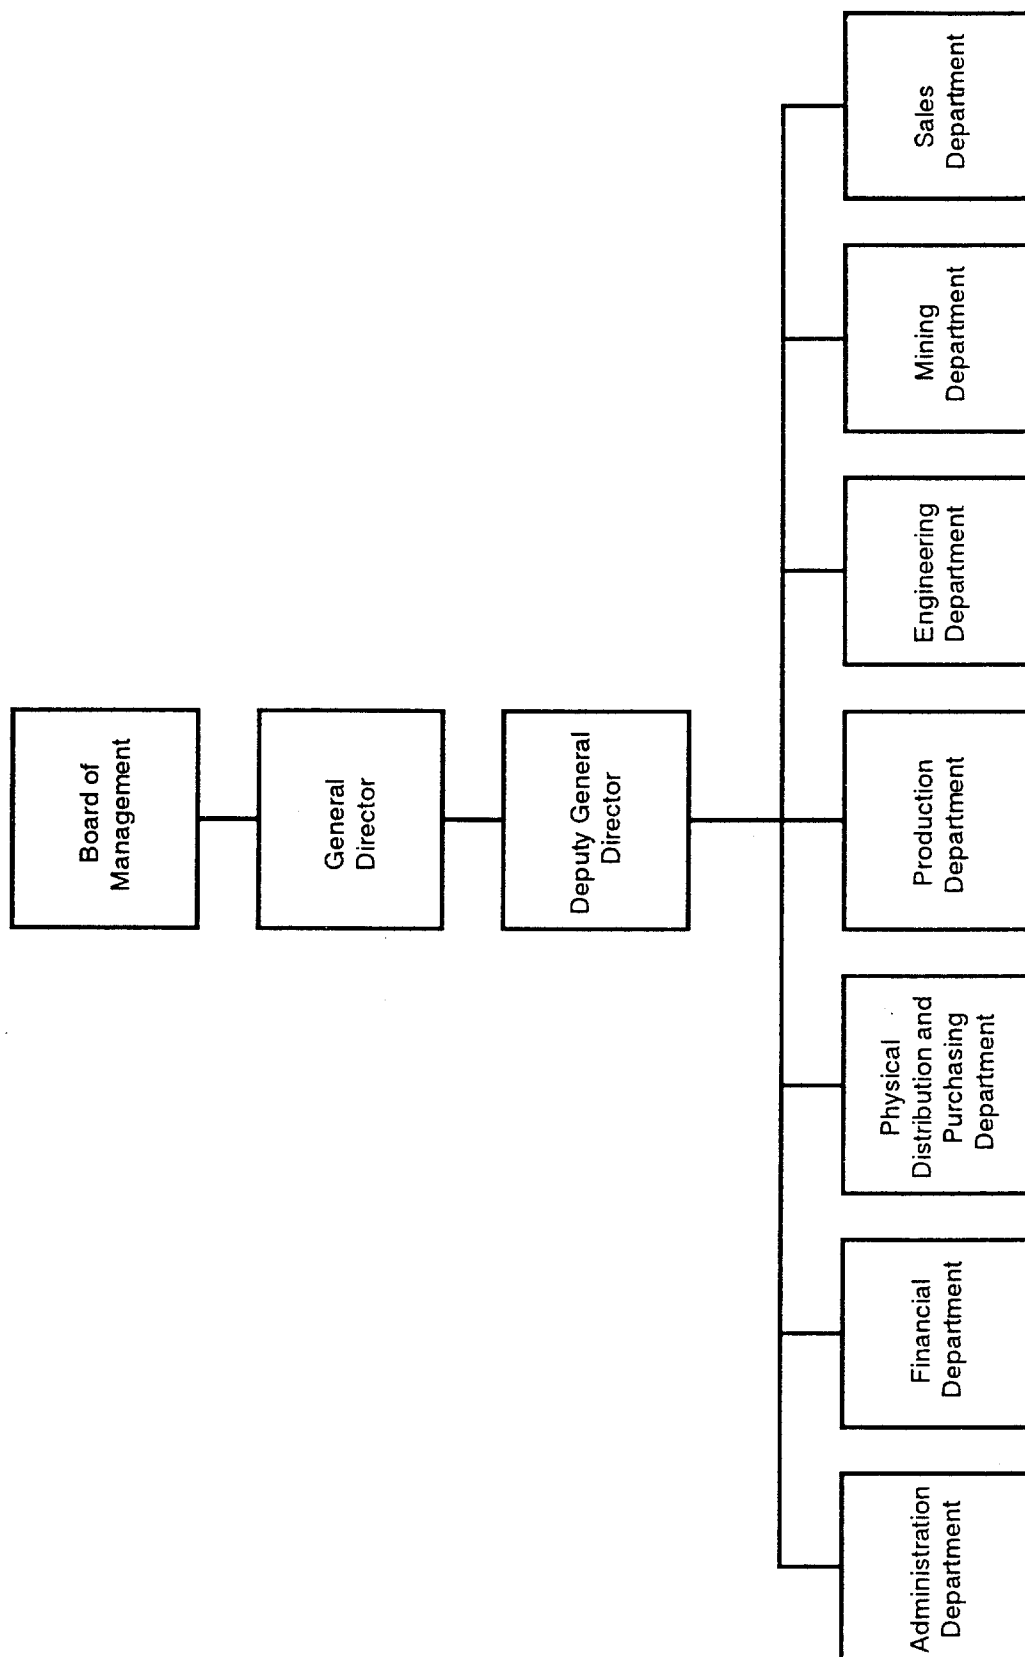 Board of
Management
General
Director
Deputy General
Director
Administration
Department
Financial
Department
Physical
Distribution and
Purchasing
Department
Production
Department
Engineering
Department
Mining
Department
Sales
Department